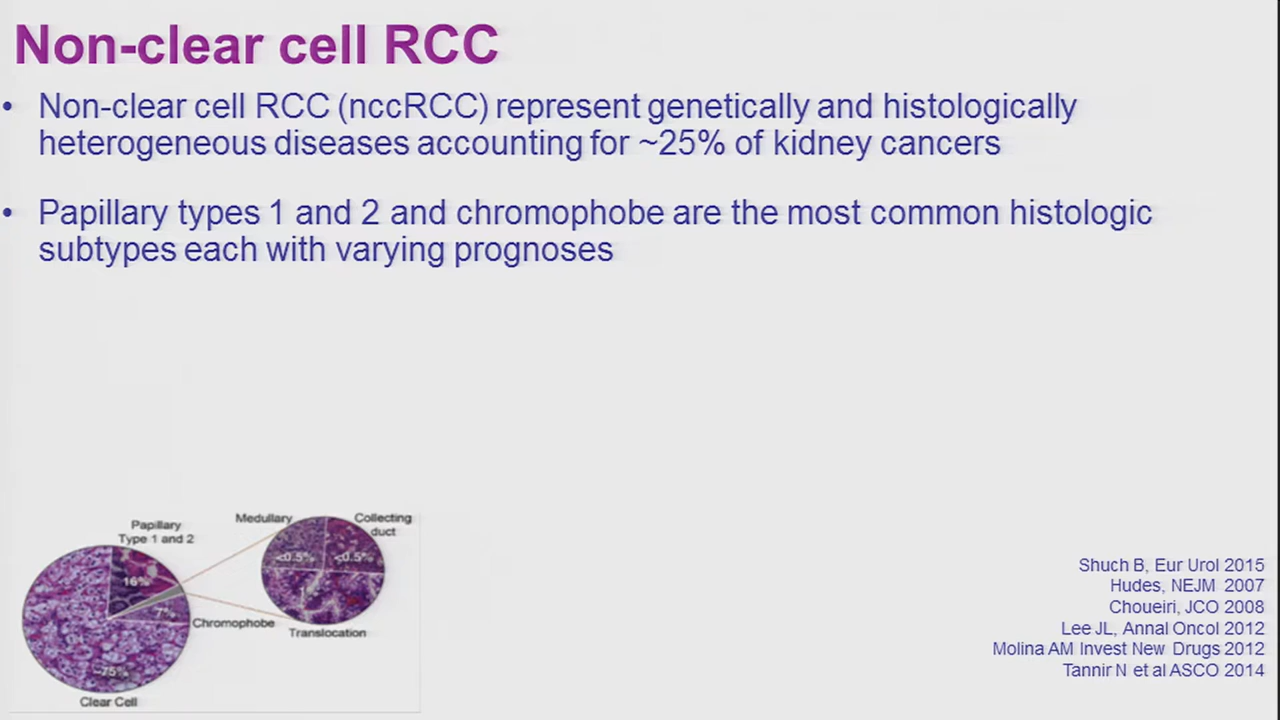 Non-clear cell RCC
• Non-clear cell RCC (nccRCC) represent genetically and histologically
heterogeneous diseases accounting for ~25% of kidney cancers
• Papillary types 1 and 2 and chromophobe are the most common histologic
subtypes each with varying prognoses
Papillary
Type 1 and 2
Medullary
Collecting
duct
<0.5%
<0.5%
16%
7%
Chromophobe
Translocation
~75%
Clear Cell
Shuch B, Eur Urol 2015
Hudes, NEJM 2007
Choueiri, JCO 2008
Lee JL, Annal Oncol 2012
Molina AM Invest New Drugs 2012
Tannir N et al ASCO 2014